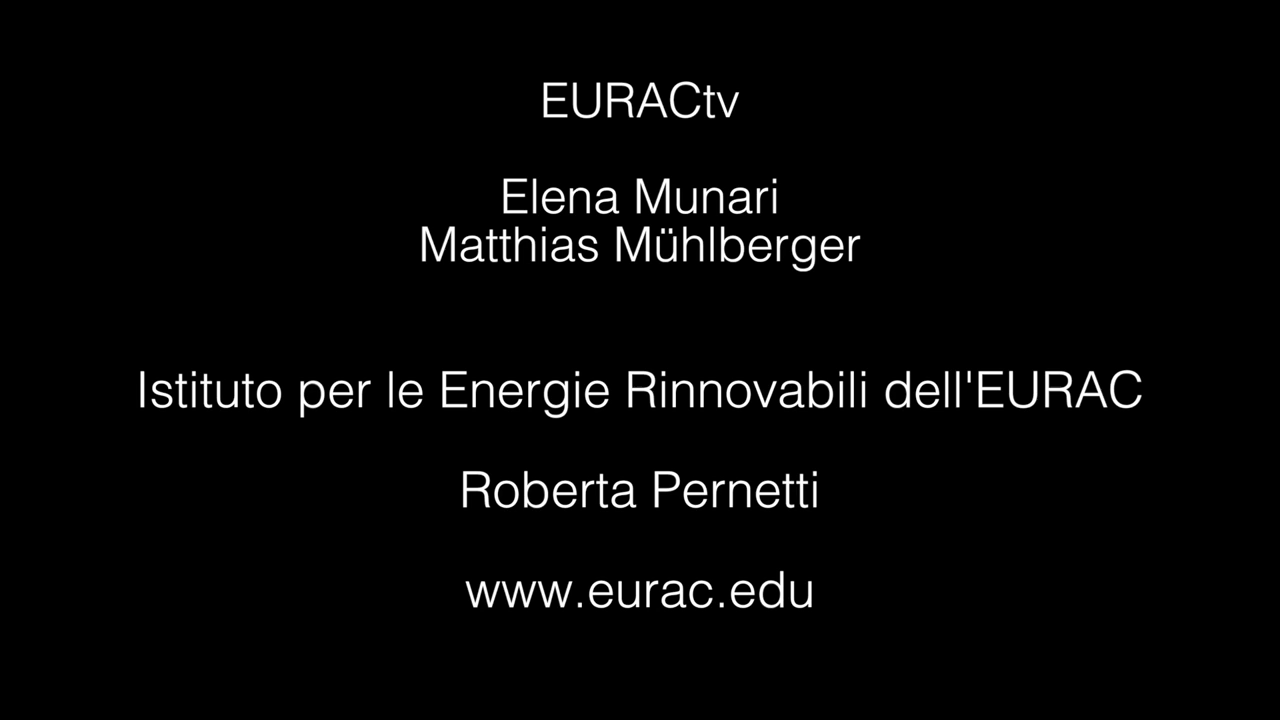 EURACtv
Elena Munari
Matthias Mühlberger
Istituto per le Energie Rinnovabili dell'EURAC
Roberta Pernetti
www.eurac.edu